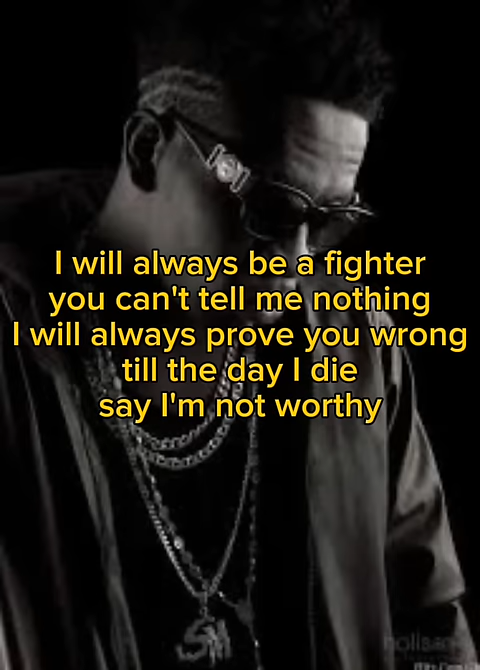 I will always be a fighter
you can't tell me nothing
I will always prove you wrong
till the day I die
say I'm not worthy